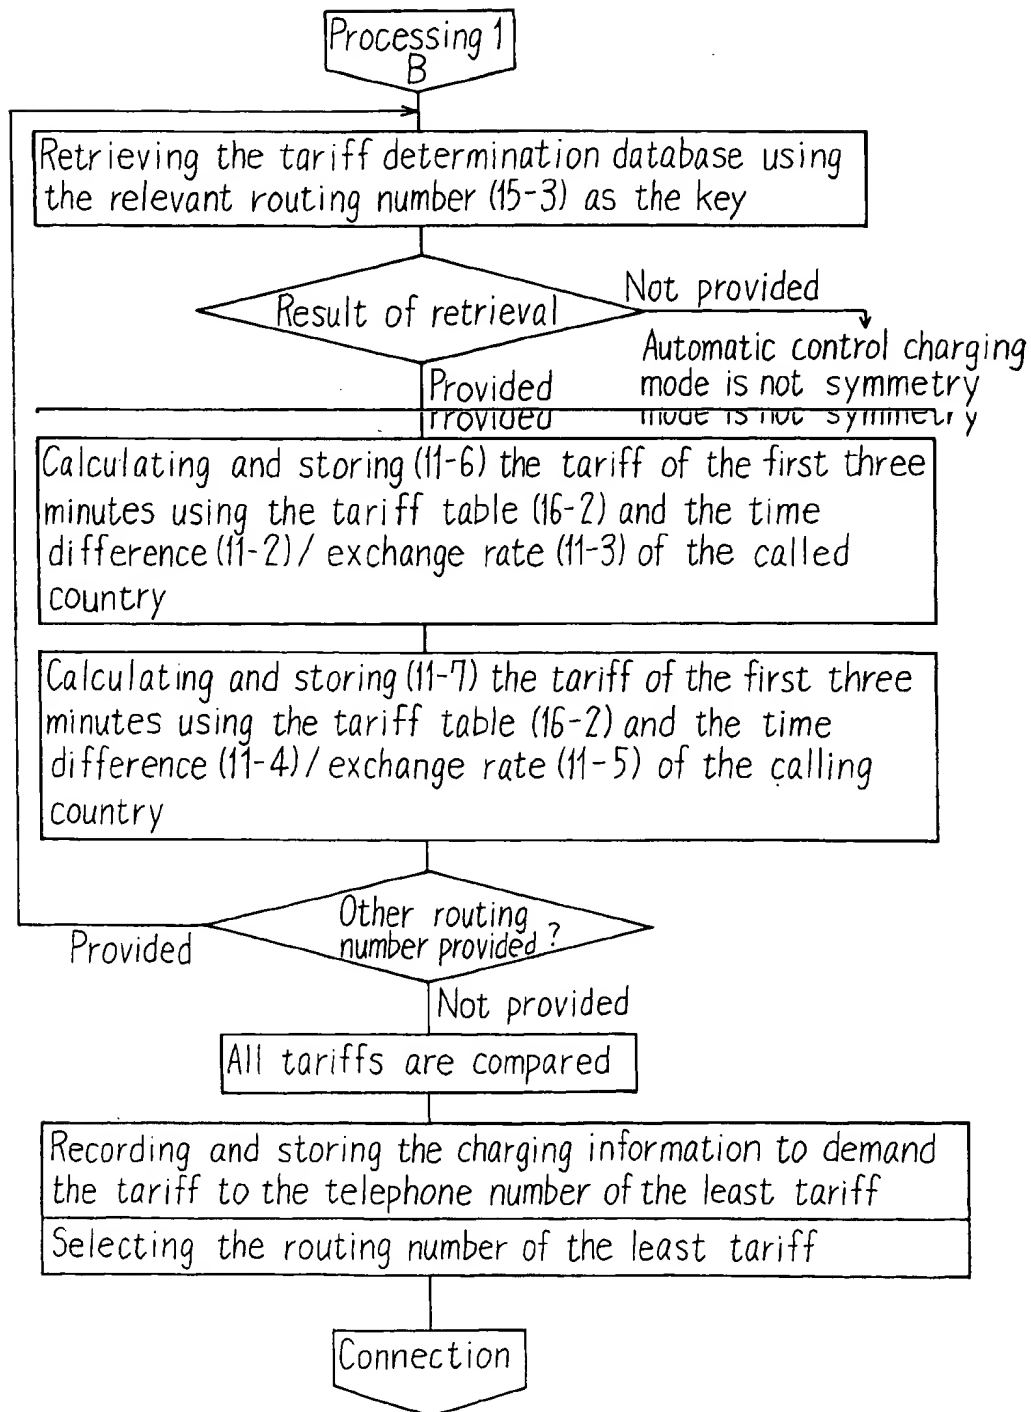 Processing 1
B
Retrieving the tariff determination database using
the relevant routing number (15-3) as the key
Result of retrieval
Not provided
Automatic control charging
mode is not symmetry
Provided
Provided
mode is not symmetry
Calculating and storing (11-6) the tariff of the first three
minutes using the tariff table (16-2) and the time
difference (11-2) / exchange rate (11-3) of the called
country
Calculating and storing (11-7) the tariff of the first three
minutes using the tariff table (16-2) and the time
difference (11-4) / exchange rate (11-5) of the calling
country
Other routing
number provided?
Provided
Not provided
All tariffs are compared
Recording and storing the charging information to demand
the tariff to the telephone number of the least tariff
Selecting the routing number of the least tariff
Connection